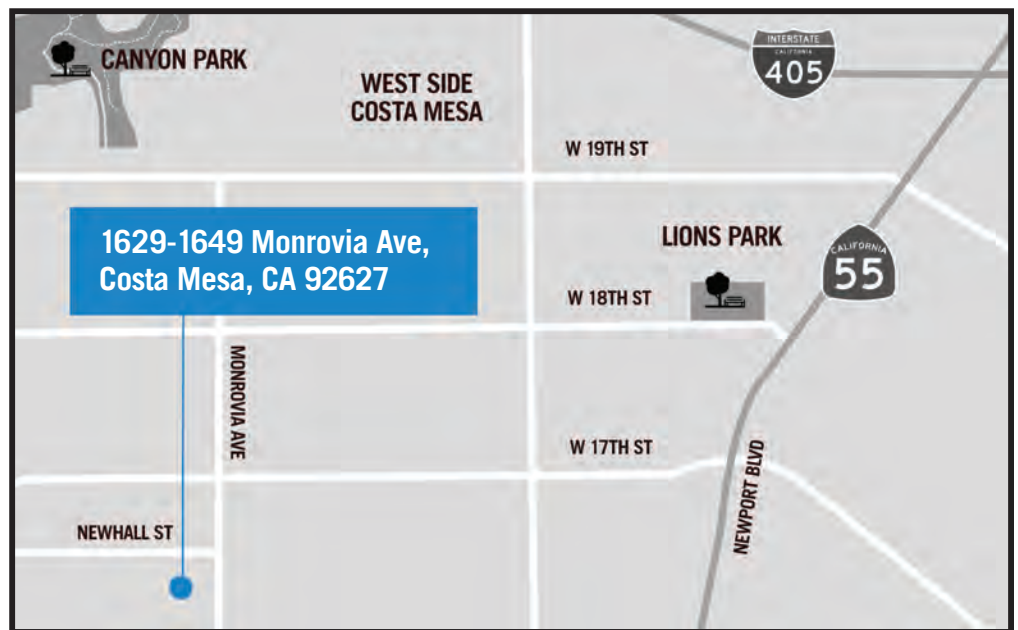 CANYON PARK
WEST SIDE
COSTA MESA
INTERSTATE
CALIFORNIA
405
W 19TH ST
1629-1649 Monrovia Ave,
Costa Mesa, CA 92627
LIONS PARK
CALIFORNIA
55
W 18TH ST
MONROVIA AVE
W 17TH ST
NEWPORT BLVD
NEWHALL ST